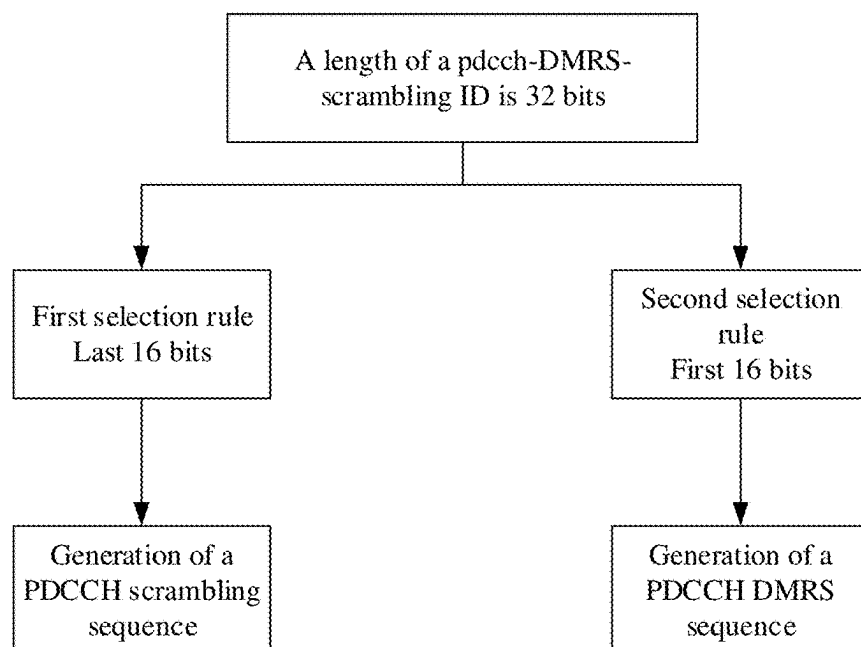 A length of a pdcch-DMRS-
scrambling ID is 32 bits
First selection rule
Last 16 bits
Second selection
rule
First 16 bits
Generation of a
PDCCH scrambling
sequence
Generation of a
PDCCH DMRS
sequence